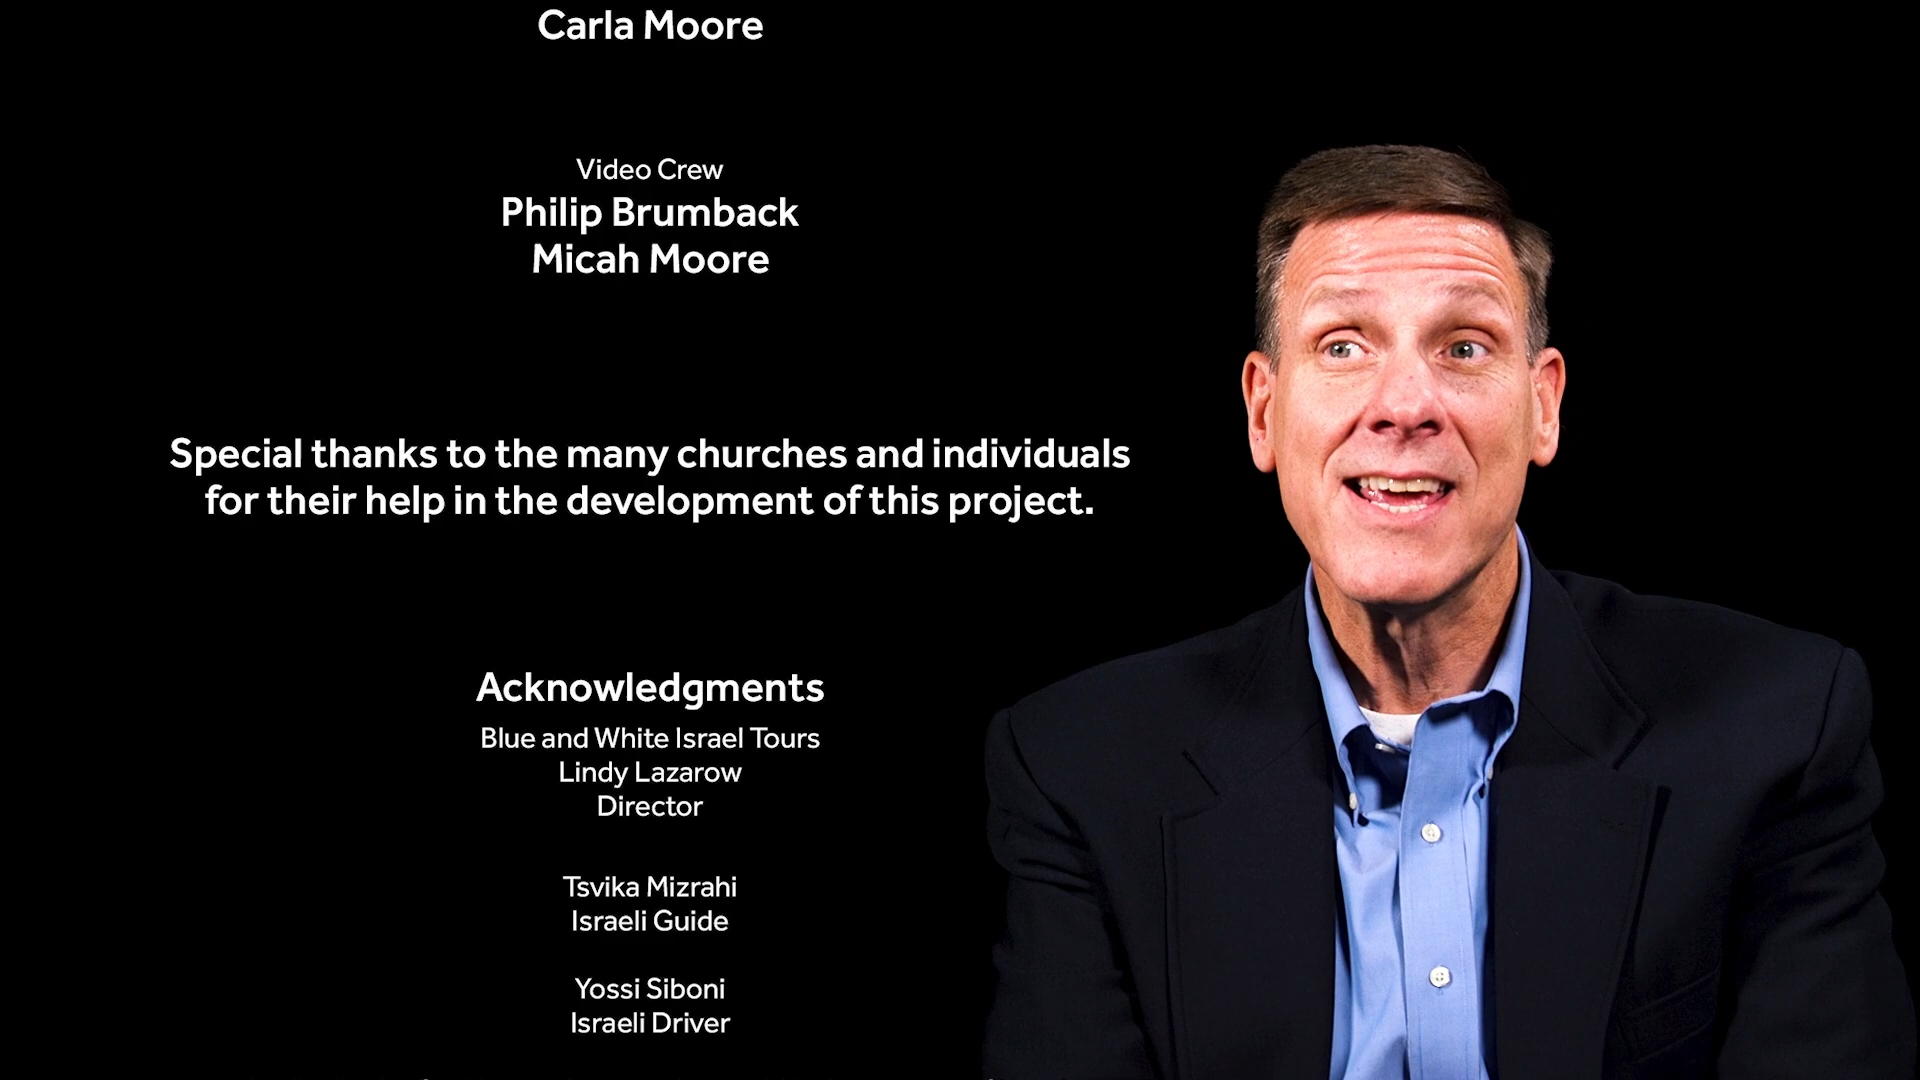 Carla Moore
Video Crew
Philip Brumback
Micah Moore
Special thanks to the many churches and individuals
for their help in the development of this project.
Acknowledgments
Blue and White Israel Tours
Lindy Lazarow
Director
Tsvika Mizrahi
Israeli Guide
Yossi Siboni
Israeli Driver